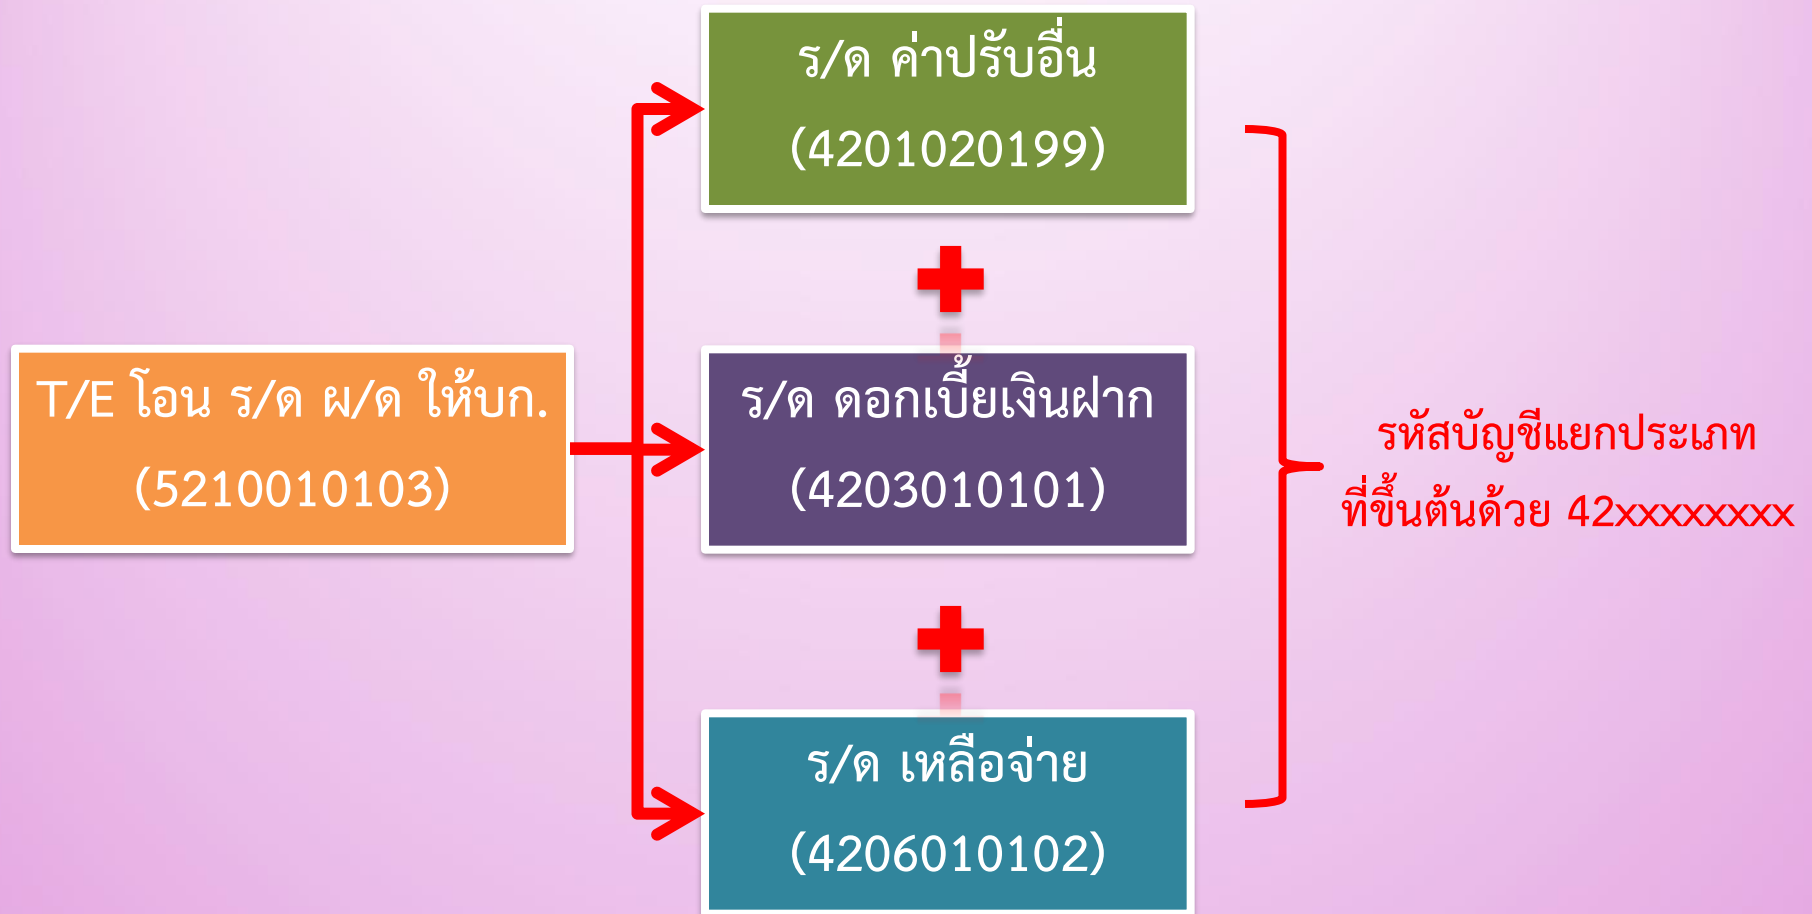 ร/ด ค่าปรับอื่น
(4201020199)
T/E โอน ร/ด ผ/ด ให้บก.
(5210010103)
ร/ด ดอกเบี้ยเงินฝาก
(4203010101)
ร/ด เหลือจ่าย
(4206010102)
รหัสบัญชีแยกประเภท
ที่ขึ้นต้นด้วย 42xxxxxxxx